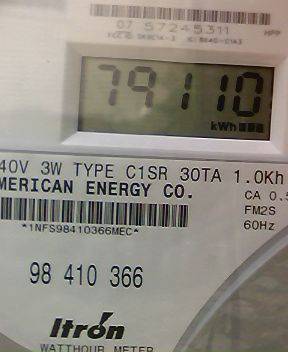 07 57245311
HPP
79110
kWh
40V 3W TYPE C1SR 30TA 1.0Kh
MERICAN ENERGY CO.
CA 0.5
FM2S
60Hz
*1NFS98410366MEC*
98 410 366
Itron
WATTHOUR METER